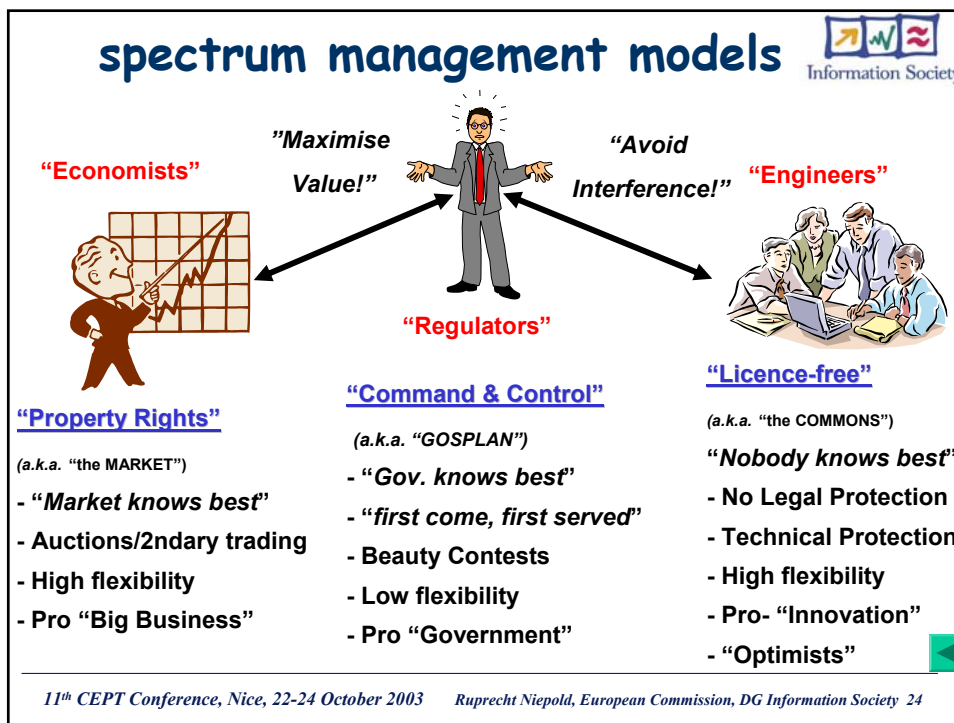 spectrum management models
Information Society
”Maximise
Value!”
“Avoid
Interference!”
“Economists”
“Engineers”
“Regulators”
“Property Rights”
(a.k.a. “the MARKET”)
- “Market knows best”
- Auctions/2ndary trading
- High flexibility
- Pro “Big Business”
“Command & Control”
(a.k.a. “GOSPLAN”)
- “Gov. knows best”
- “first come, first served”
- Beauty Contests
- Low flexibility
- Pro “Government”
“Licence-free”
(a.k.a. “the COMMONS”)
“Nobody knows best”
- No Legal Protection
- Technical Protection
- High flexibility
- Pro- “Innovation”
- “Optimists”
11th CEPT Conference, Nice, 22-24 October 2003 Ruprecht Niepold, European Commission, DG Information Society 24